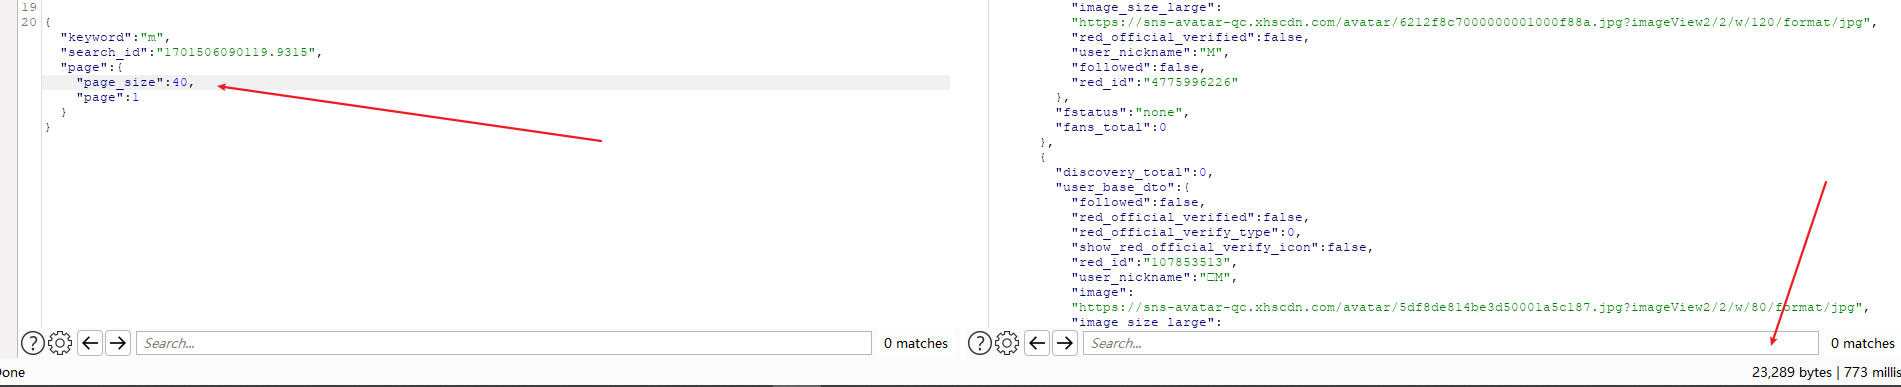 19
20 {
"keyword":"m",
"search_id":"1701506090119.9315",
"page":{
"page_size":40,
"page":1
}
}
Search...
0 matches
"image_size_large":
"https://sns-avatar-qc.xhscdn.com/avatar/6212f8c7000000001000f88a.jpg?imageView2/2/w/120/format/jpg",
"red_official_verified":false,
"user_nickname":"M",
"followed":false,
"red_id":"4775996226"
},
"fstatus":"none",
"fans_total":0
},
{
"discovery_total":0,
"user_base_dto":{
"followed":false,
"red_official_verified":false,
"red_official_verify_type":0,
"show_red_official_verify_icon":false,
"red_id":"107853513",
"user_nickname":"□M",
"image":
"https://sns-avatar-qc.xhscdn.com/avatar/5df8de814be3d50001a5c187.jpg?imageView2/2/w/80/format/jpg",
"image_size_large":
Search...
0 matches
one
23,289 bytes | 773 millis